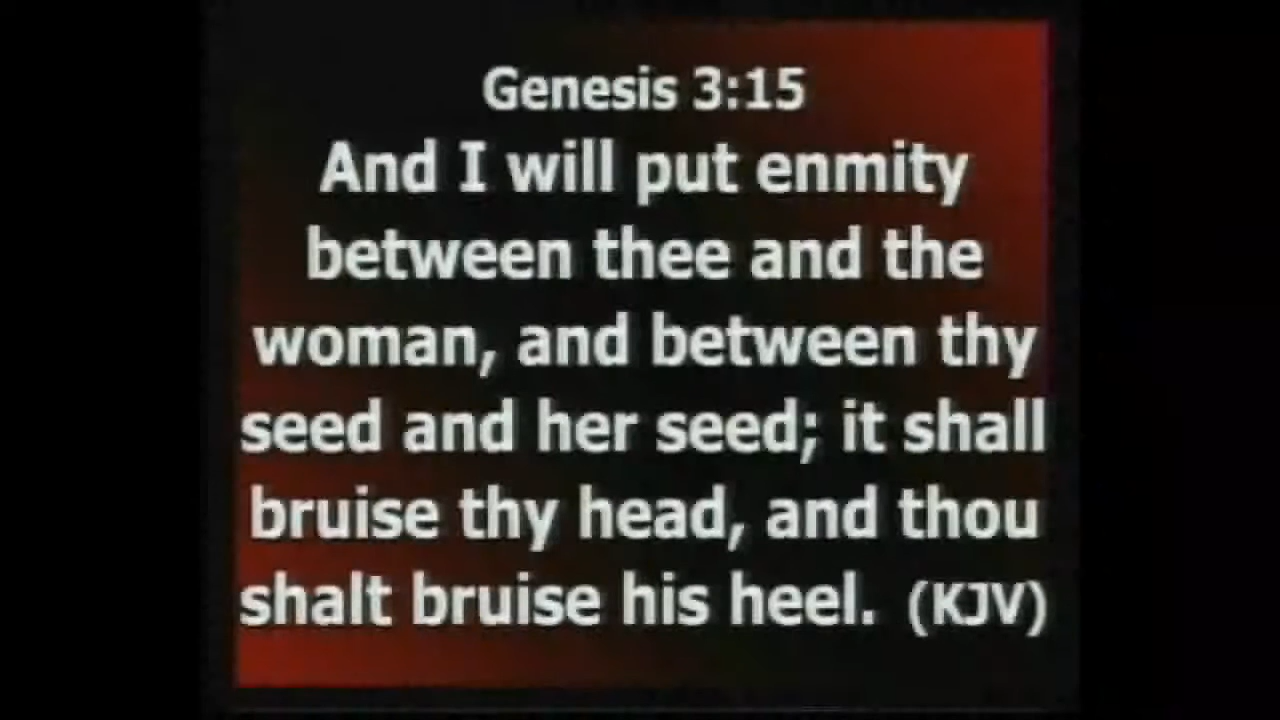 Genesis 3:15
And I will put enmity
between thee and the
woman, and between thy
seed and her seed; it shall
bruise thy head, and thou
shalt bruise his heel. (KJV)